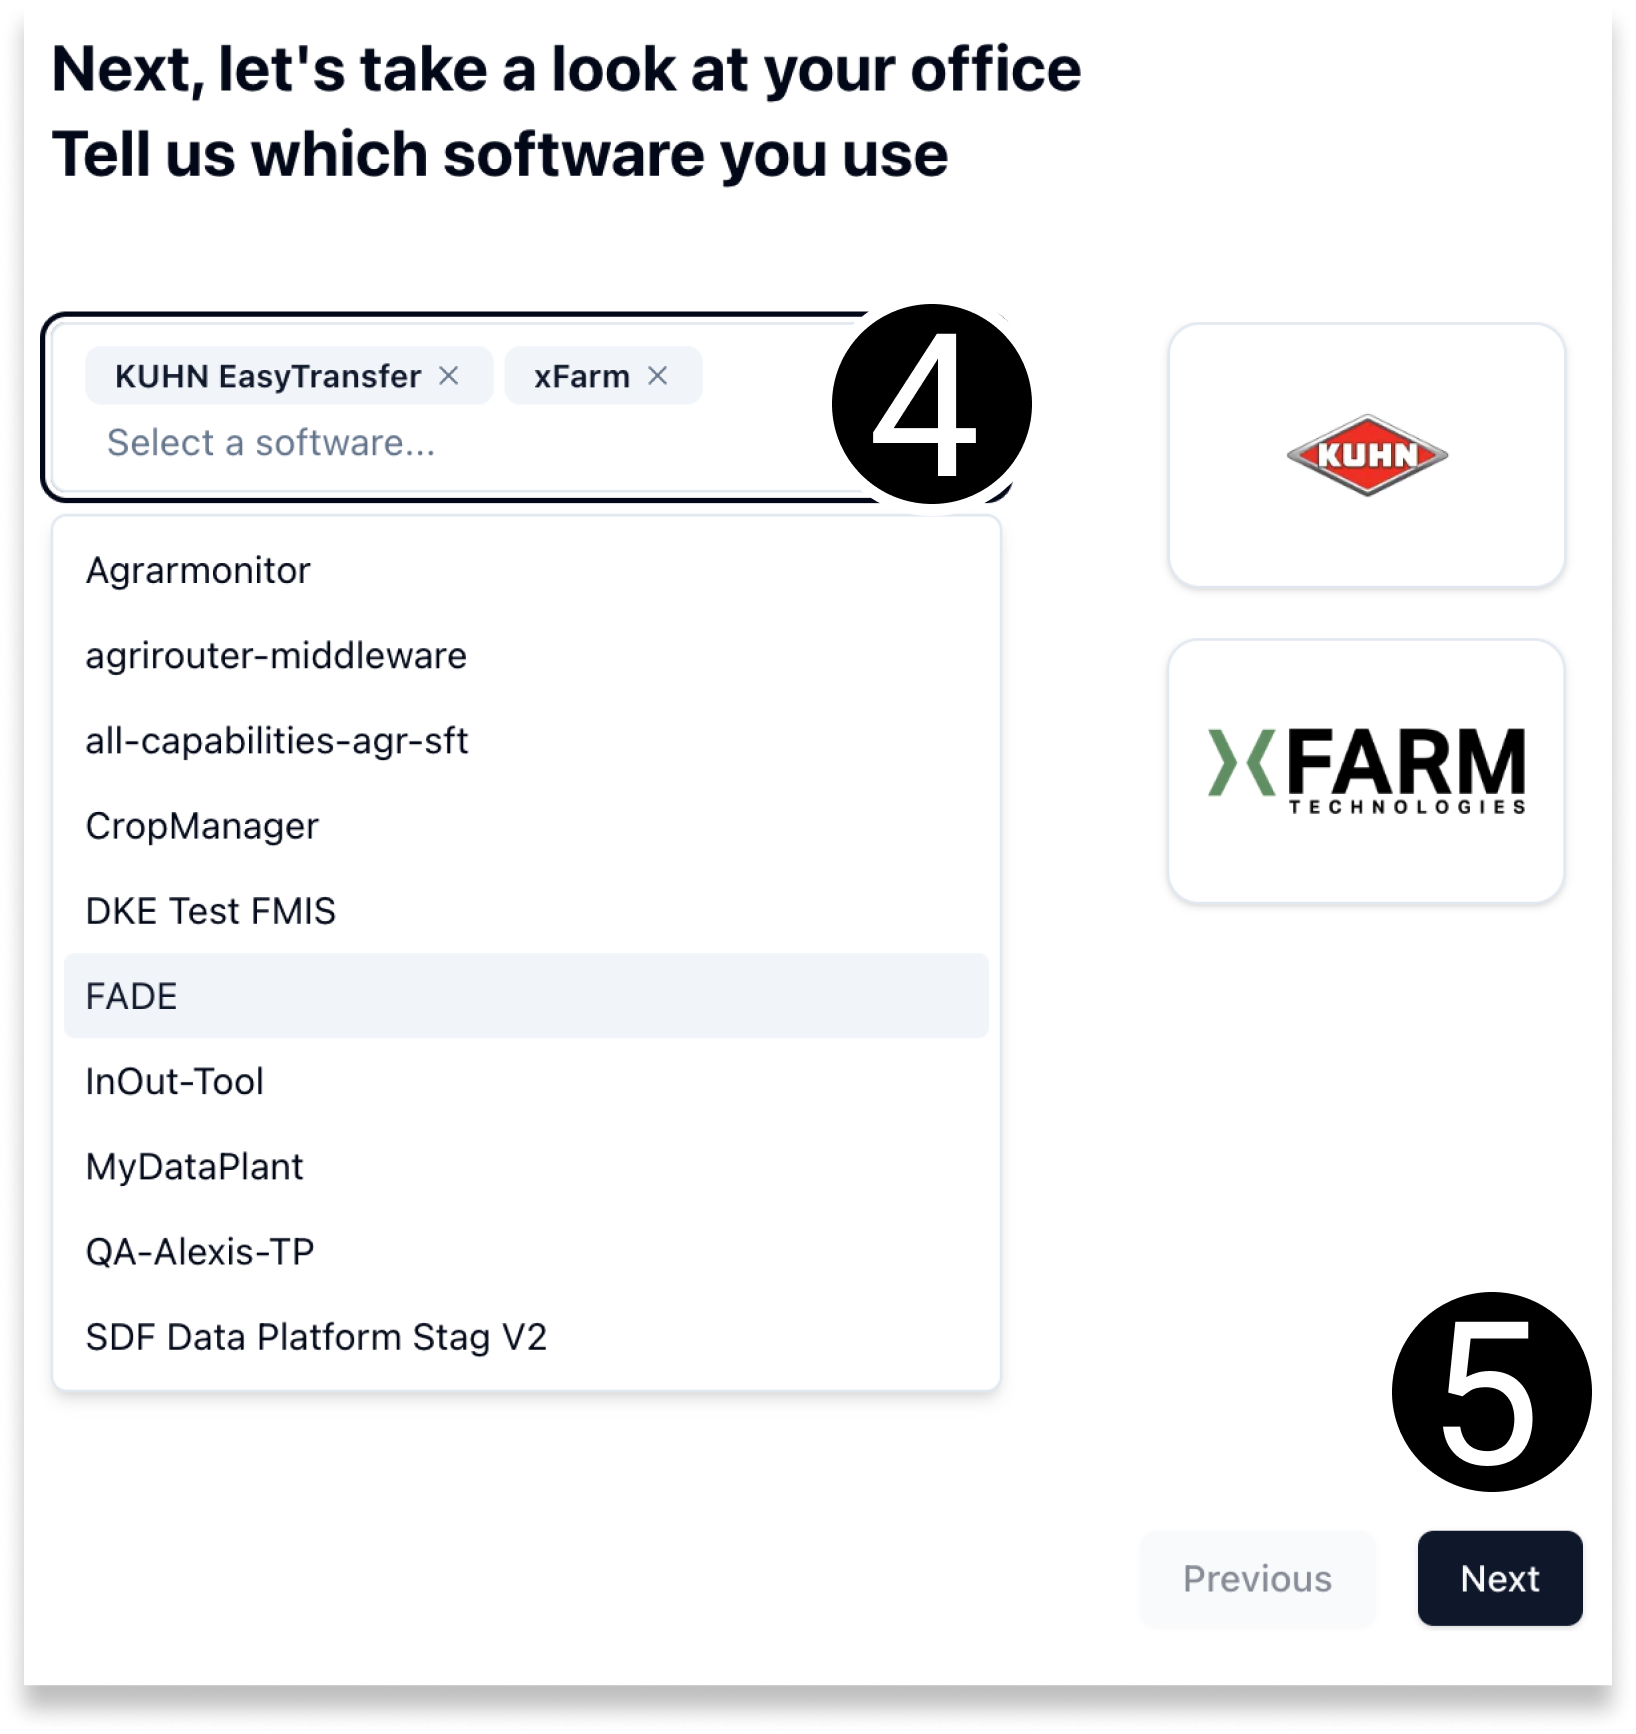 Next, let's take a look at your office
Tell us which software you use
KUHN EasyTransfer × xFarm ×
Select a software...
4
KUHN
Agrarmonitor
agrirouter-middleware
all-capabilities-agr-sft
XFARM
TECHNOLOGIES
CropManager
DKE Test FMIS
FADE
InOut-Tool
MyDataPlant
QA-Alexis-TP
SDF Data Platform Stag V2
5
Previous
Next